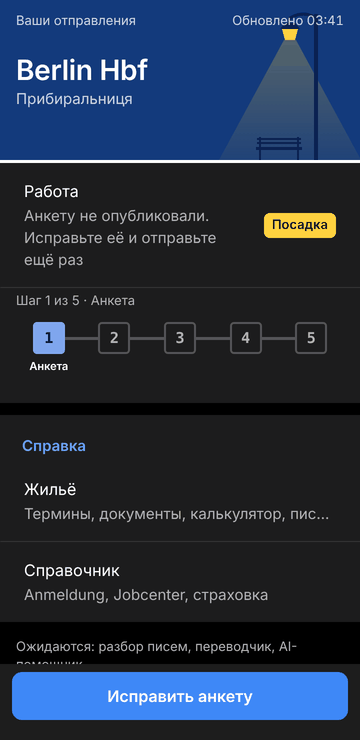 Ваши отправления
Обновлено 03:41
Berlin Hbf
Прибиральниця
Работа
Анкету не опубликовали.
Исправьте её и отправьте
ещё раз
Посадка
Шаг 1 из 5 · Анкета
1 2 3 4 5
Анкета
Справка
Жильё
Термины, документы, калькулятор, пис...
Справочник
Anmeldung, Jobcenter, страховка
Ожидаются: разбор писем, переводчик, AI-
Исправить анкету